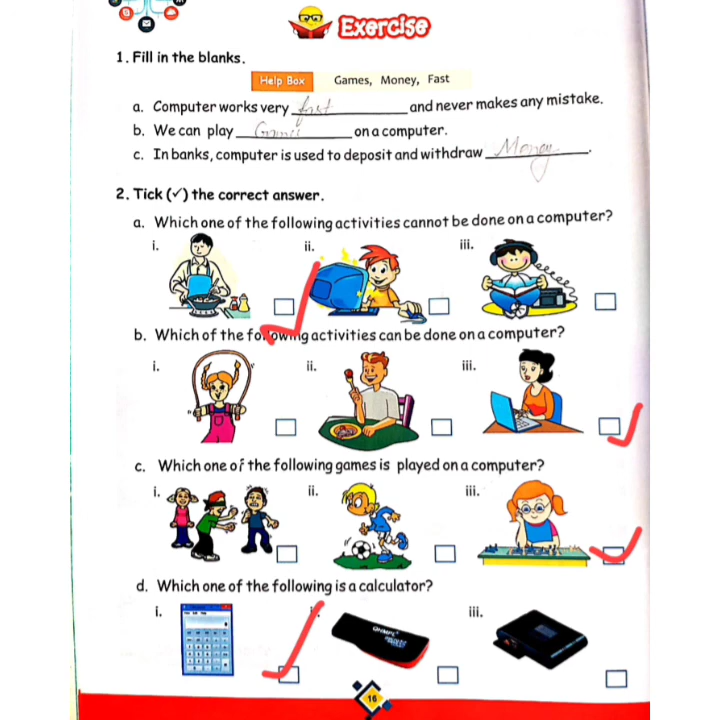 Exercise
1. Fill in the blanks.
Help Box Games, Money, Fast
a. Computer works very fast and never makes any mistake.
b. We can play Games on a computer.
c. In banks, computer is used to deposit and withdraw Money.
2. Tick (✓) the correct answer.
a. Which one of the following activities cannot be done on a computer?
i. ii. iii.
b. Which of the following activities can be done on a computer?
i. ii. iii.
c. Which one of the following games is played on a computer?
i. ii. iii.
d. Which one of the following is a calculator?
i. iii.
16